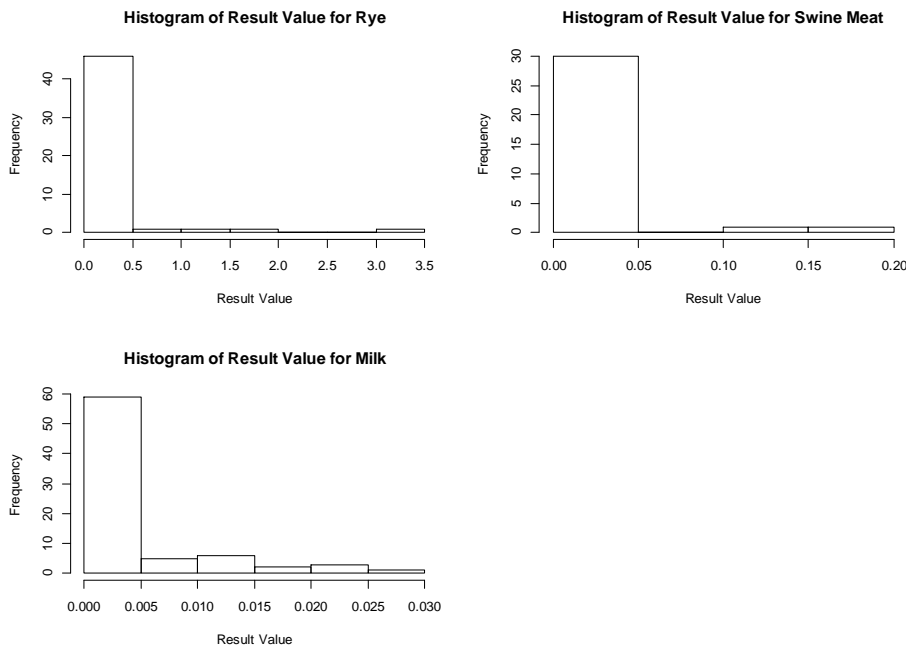 Histogram of Result Value for Rye
Frequency
0 10 20 30 40
0.0 0.5 1.0 1.5 2.0 2.5 3.0 3.5
Result Value
Histogram of Result Value for Swine Meat
Frequency
0 5 10 15 20 25 30
0.00 0.05 0.10 0.15 0.20
Result Value
Histogram of Result Value for Milk
Frequency
0 10 20 30 40 50 60
0.000 0.005 0.010 0.015 0.020 0.025 0.030
Result Value